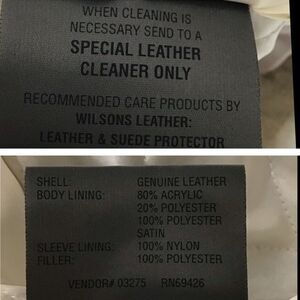 WHEN CLEANING IS
NECESSARY SEND TO A
SPECIAL LEATHER
CLEANER ONLY
RECOMMENDED CARE PRODUCTS BY
WILSONS LEATHER:
LEATHER & SUEDE PROTECTOR
SHELL: GENUINE LEATHER
BODY LINING: 80% ACRYLIC
20% POLYESTER
100% POLYESTER
SATIN
SLEEVE LINING: 100% NYLON
FILLER: 100% POLYESTER
VENDOR# 03275 RN69426